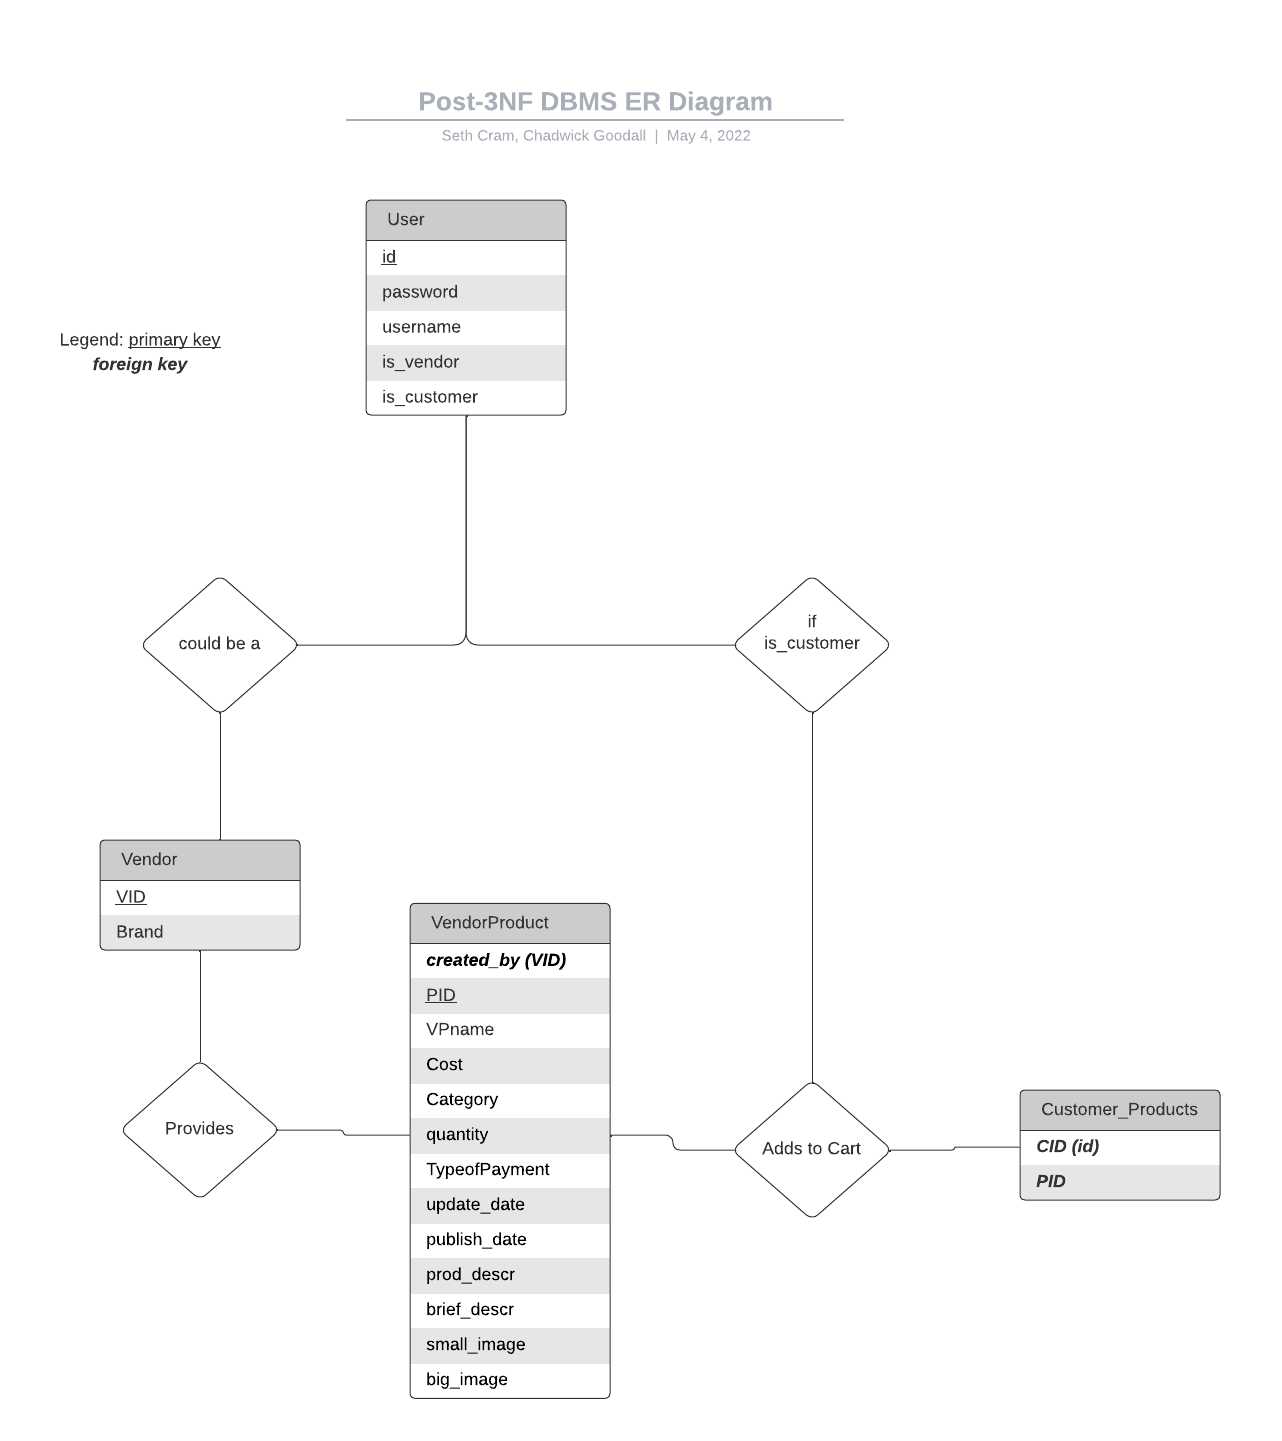 Post-3NF DBMS ER Diagram
Seth Cram, Chadwick Goodall | May 4, 2022
User
id
password
username
is_vendor
is_customer
Legend: primary key
foreign key
could be a
if
is_customer
Vendor
VID
Brand
VendorProduct
created_by (VID)
PID
VPname
Cost
Category
quantity
TypeofPayment
update_date
publish_date
prod_descr
brief_descr
small_image
big_image
Provides
Adds to Cart
Customer_Products
CID (id)
PID